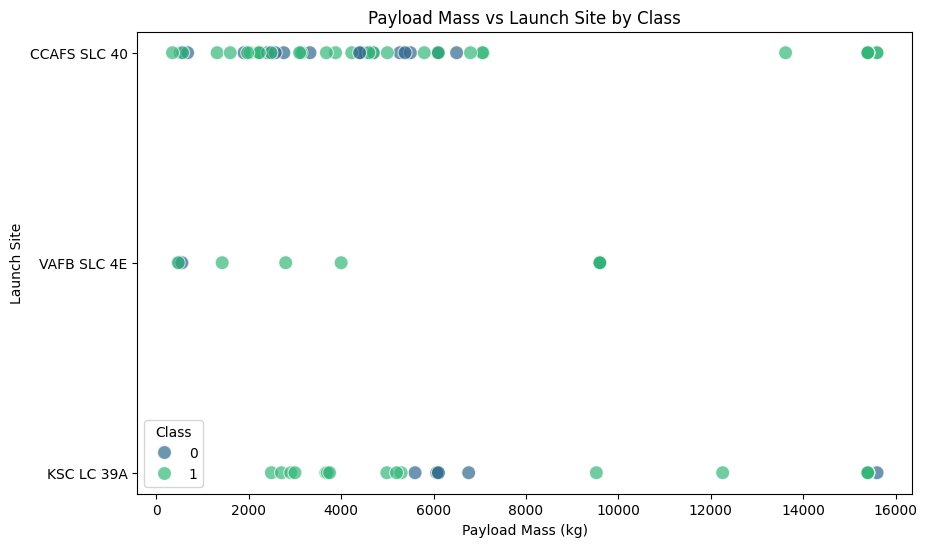 Payload Mass vs Launch Site by Class
Launch Site
CCAFS SLC 40
VAFB SLC 4E
KSC LC 39A
Class
0
1
0 2000 4000 6000 8000 10000 12000 14000 16000
Payload Mass (kg)